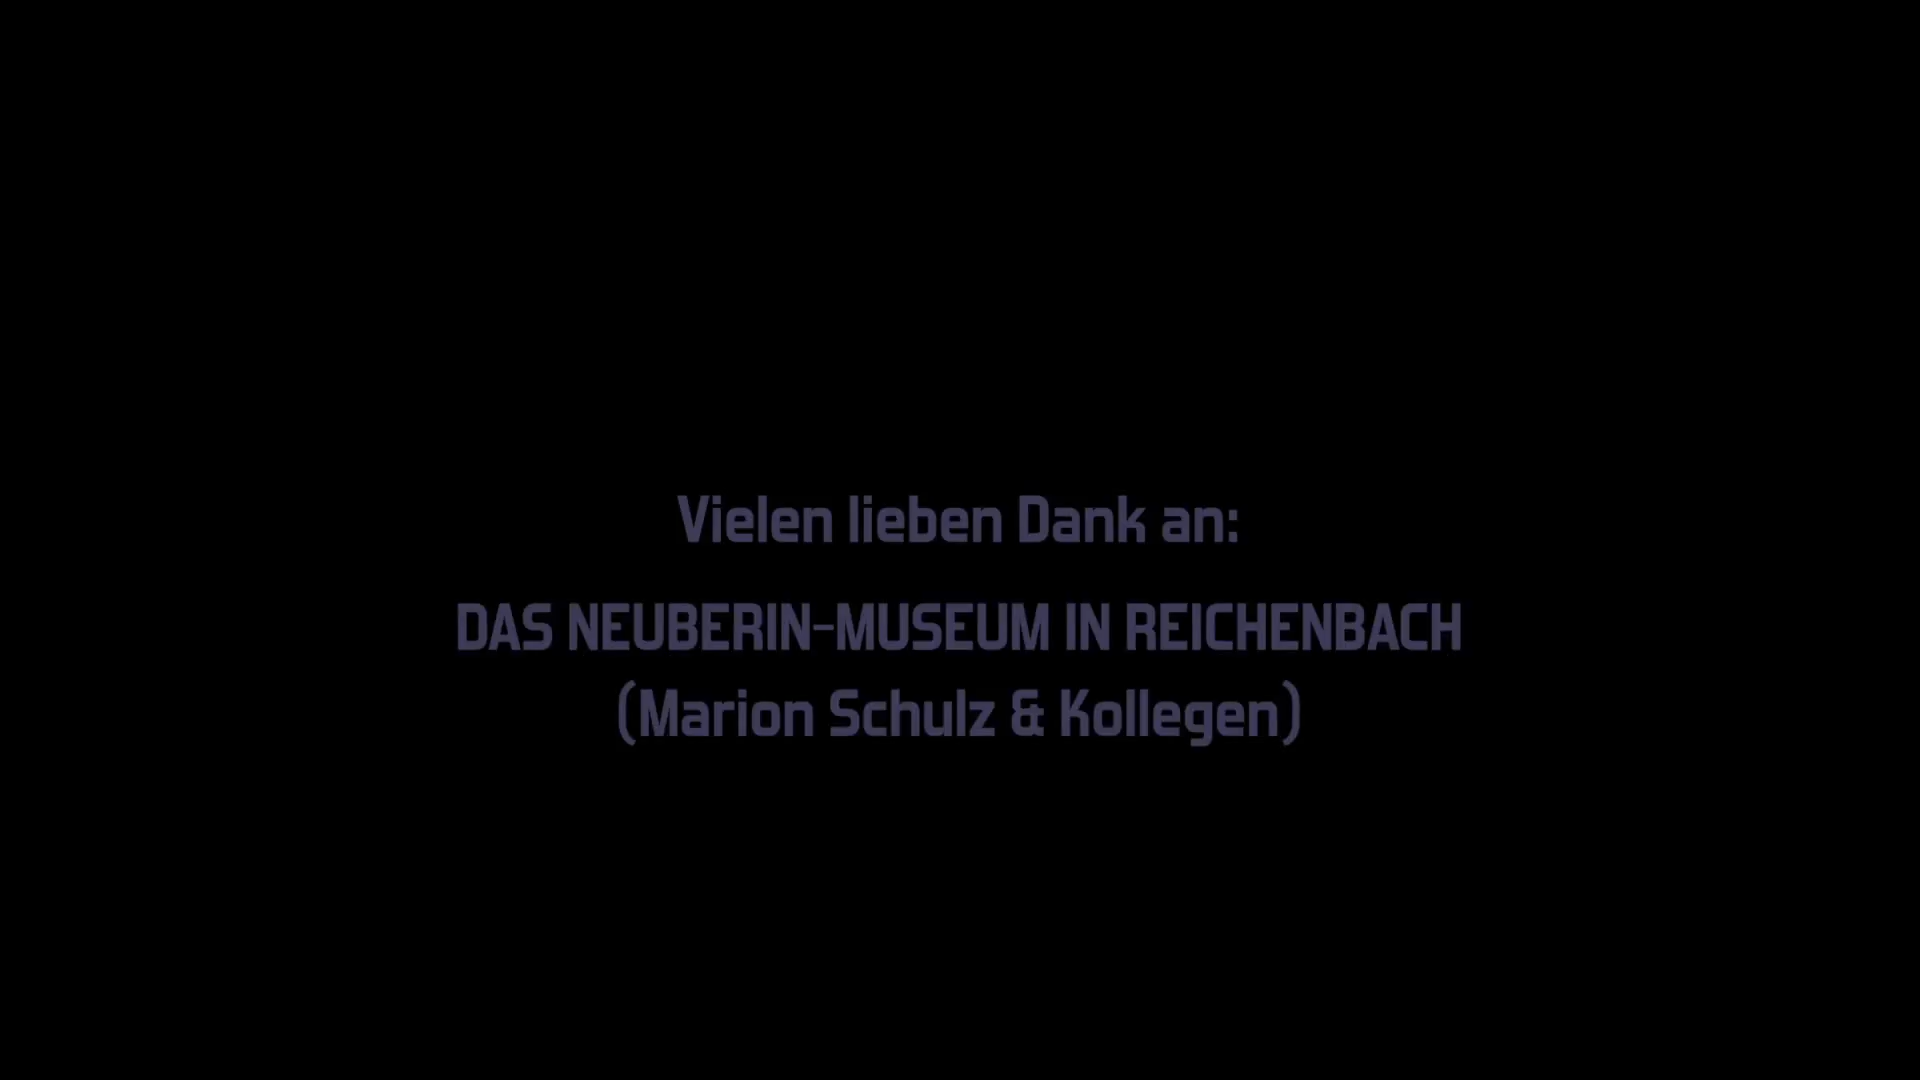 Vielen lieben Dank an:
DAS NEUBERIN-MUSEUM IN REICHENBACH
(Marion Schulz & Kollegen)